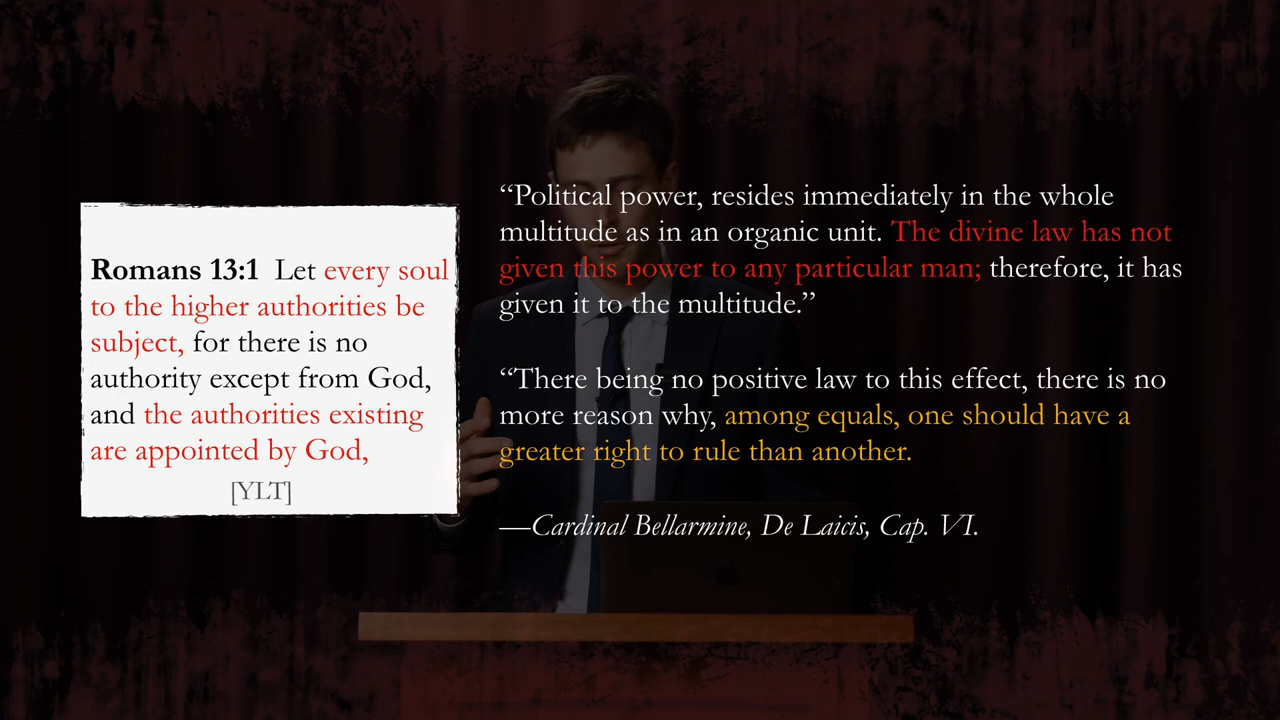 Romans 13:1 Let every soul
to the higher authorities be
subject, for there is no
authority except from God,
and the authorities existing
are appointed by God,
[YLT]
“Political power, resides immediately in the whole
multitude as in an organic unit. The divine law has not
given this power to any particular man; therefore, it has
given it to the multitude.”
“There being no positive law to this effect, there is no
more reason why, among equals, one should have a
greater right to rule than another.
—Cardinal Bellarmine, De Laicis, Cap. VI.